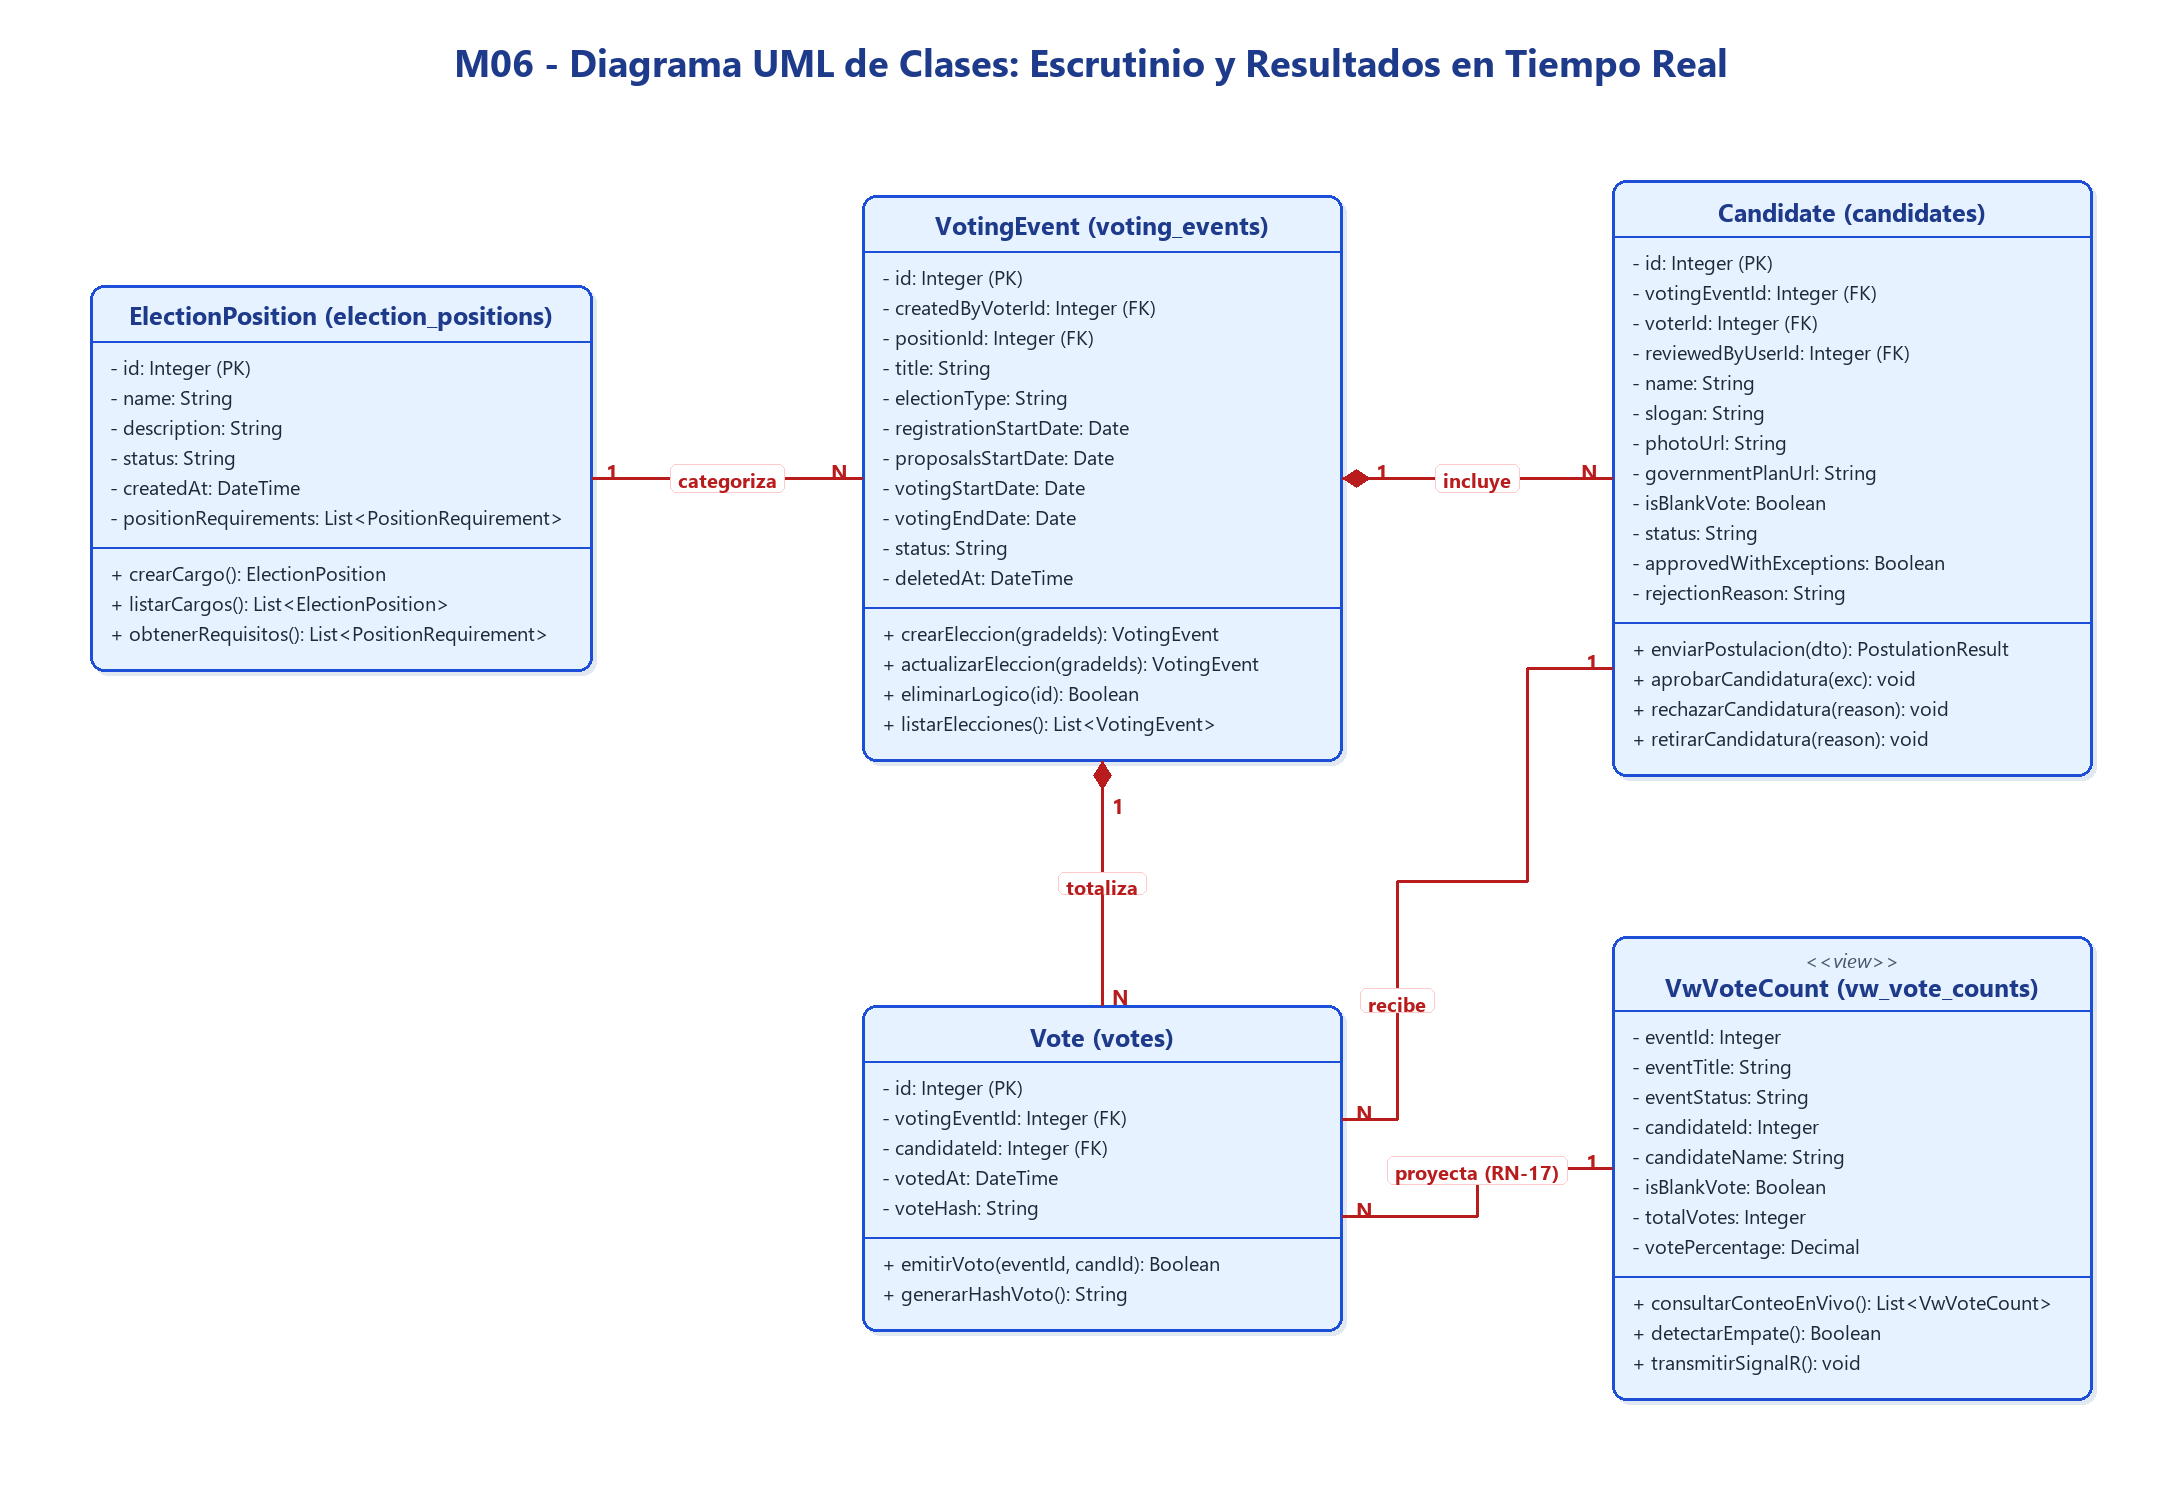 M06 - Diagrama UML de Clases: Escrutinio y Resultados en Tiempo Real
ElectionPosition (election_positions)
- id: Integer (PK)
- name: String
- description: String
- status: String
- createdAt: DateTime
- positionRequirements: List<PositionRequirement>
+ crearCargo(): ElectionPosition
+ listarCargos(): List<ElectionPosition>
+ obtenerRequisitos(): List<PositionRequirement>
1
categoriza
N
VotingEvent (voting_events)
- id: Integer (PK)
- createdByVoterId: Integer (FK)
- positionId: Integer (FK)
- title: String
- electionType: String
- registrationStartDate: Date
- proposalsStartDate: Date
- votingStartDate: Date
- votingEndDate: Date
- status: String
- deletedAt: DateTime
+ crearEleccion(gradeIds): VotingEvent
+ actualizarEleccion(gradeIds): VotingEvent
+ eliminarLogico(id): Boolean
+ listarElecciones(): List<VotingEvent>
1
incluye
N
Candidate (candidates)
- id: Integer (PK)
- votingEventId: Integer (FK)
- voterId: Integer (FK)
- reviewedByUserId: Integer (FK)
- name: String
- slogan: String
- photoUrl: String
- governmentPlanUrl: String
- isBlankVote: Boolean
- status: String
- approvedWithExceptions: Boolean
- rejectionReason: String
+ enviarPostulacion(dto): PostulationResult
+ aprobarCandidatura(exc): void
+ rechazarCandidatura(reason): void
+ retirarCandidatura(reason): void
1
totaliza
N
1
recibe
N
Vote (votes)
- id: Integer (PK)
- votingEventId: Integer (FK)
- candidateId: Integer (FK)
- votedAt: DateTime
- voteHash: String
+ emitirVoto(eventId, candId): Boolean
+ generarHashVoto(): String
N
proyecta (RN-17)
1
<<view>>
VwVoteCount (vw_vote_counts)
- eventId: Integer
- eventTitle: String
- eventStatus: String
- candidateId: Integer
- candidateName: String
- isBlankVote: Boolean
- totalVotes: Integer
- votePercentage: Decimal
+ consultarConteoEnVivo(): List<VwVoteCount>
+ detectarEmpate(): Boolean
+ transmitirSignalR(): void